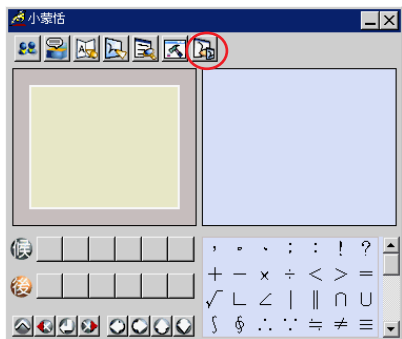 小蒙恬
候
， 。 、 ； ： ！ ？
後
＋ － × ÷ ＜ ＞ ＝
√ ∟ ∠ ∣ ∥ ∩ ∪
∫ ∮ ∴ ∵ ≒ ≠ ≡